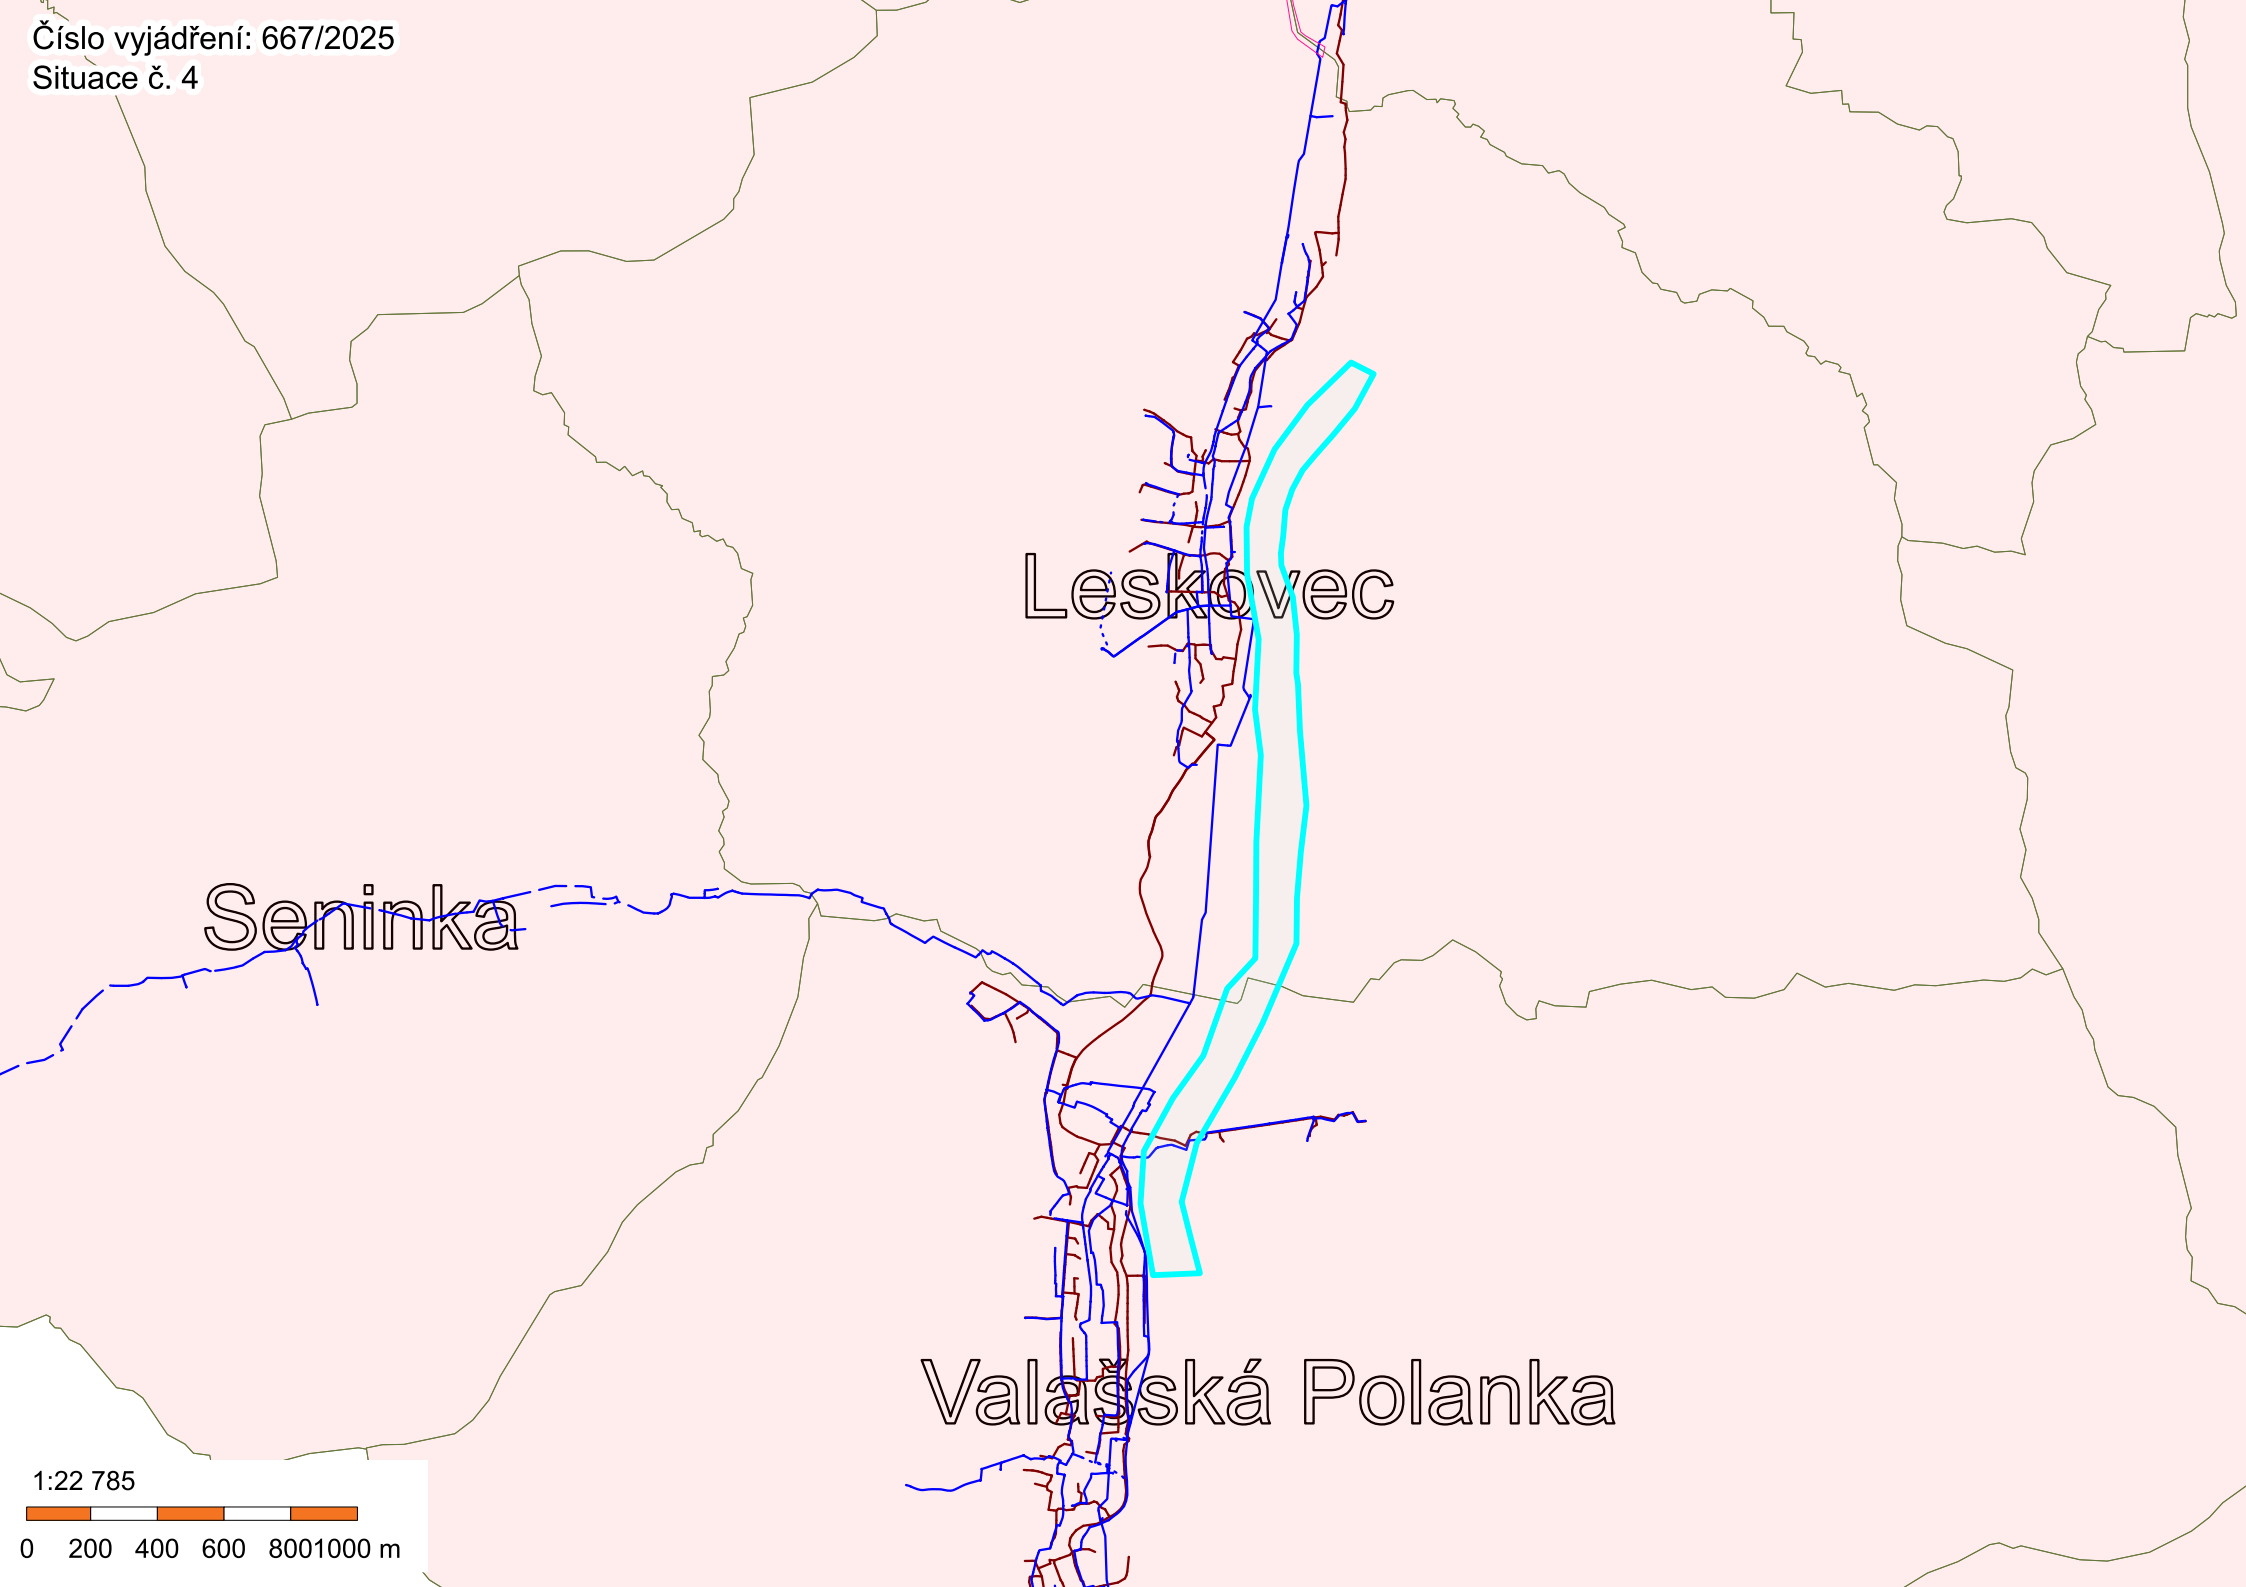 Číslo vyjádření: 667/2025
Situace č. 4
Leskovec
Seninka
Valašská Polanka
1:22 785
0 200 400 600 8001000 m